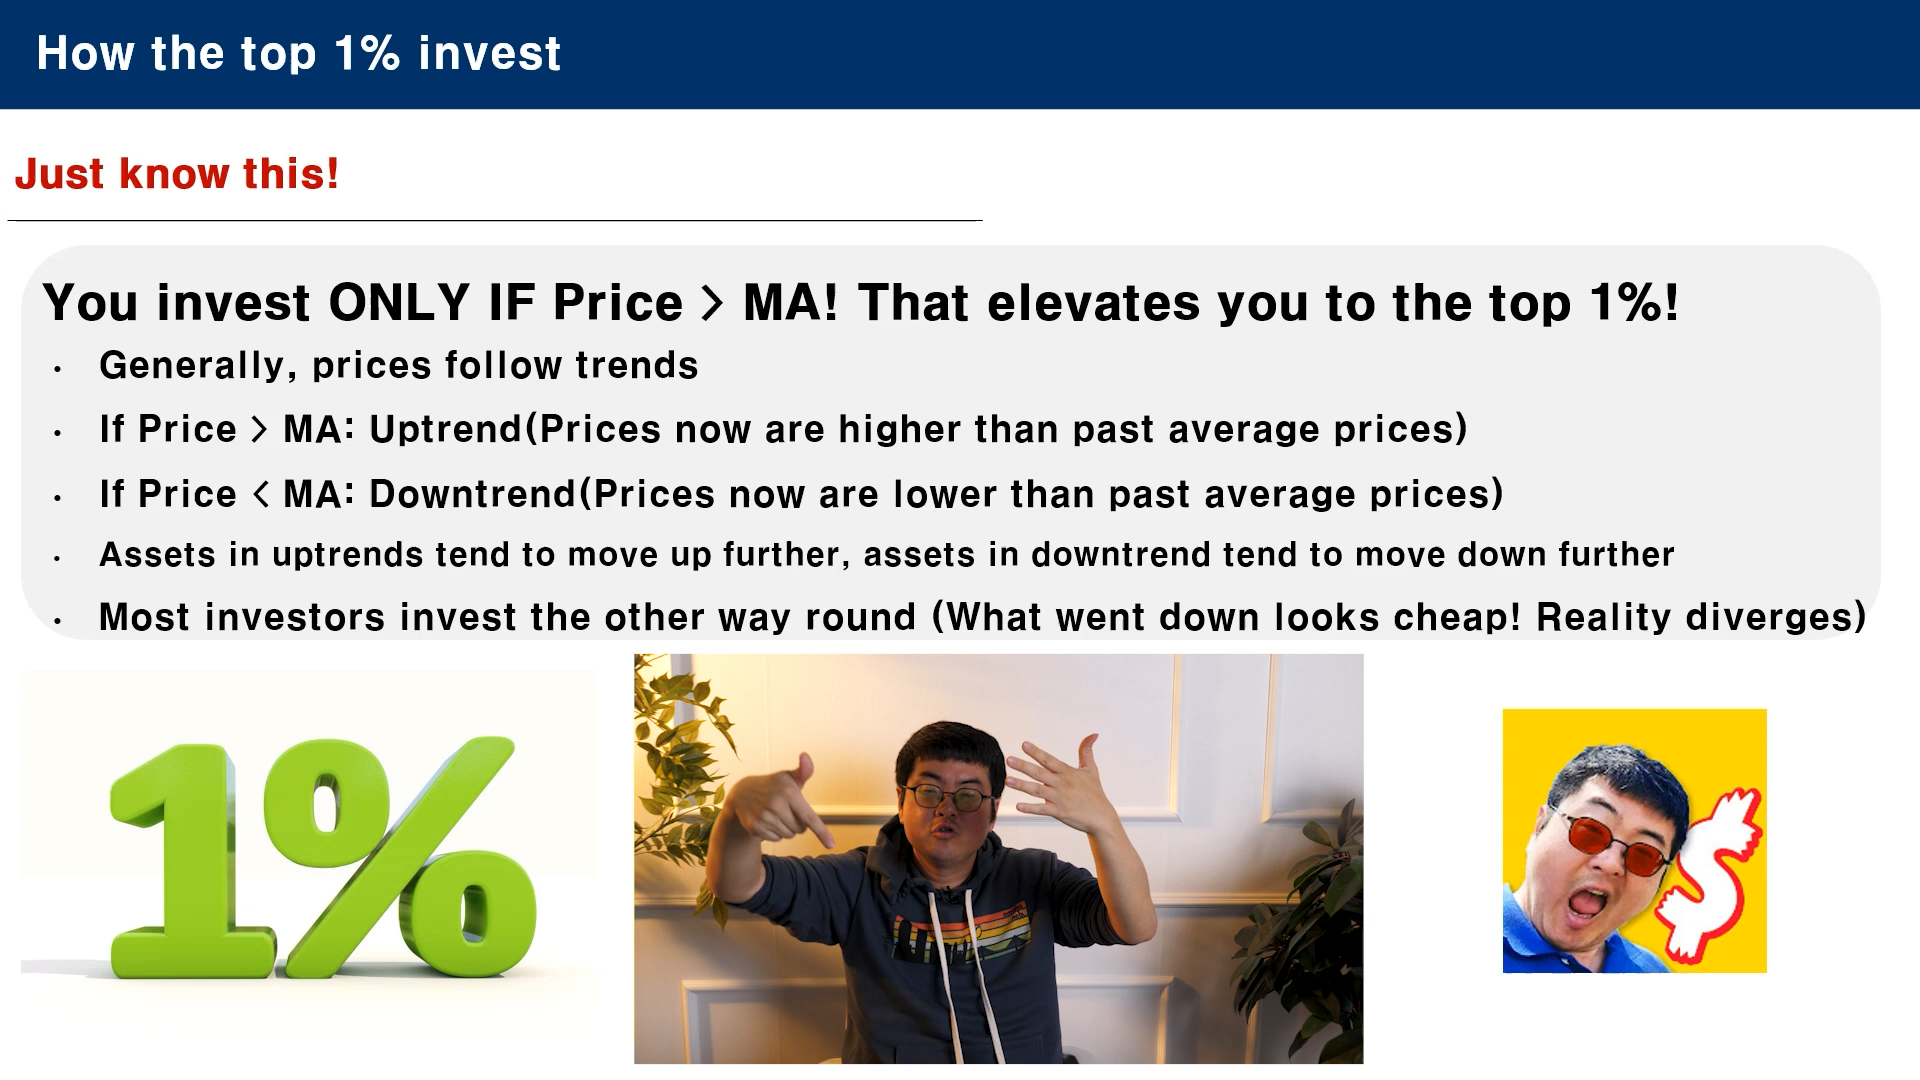 How the top 1% invest
Just know this!
You invest ONLY IF Price > MA! That elevates you to the top 1%!
• Generally, prices follow trends
• If Price > MA: Uptrend(Prices now are higher than past average prices)
• If Price < MA: Downtrend(Prices now are lower than past average prices)
• Assets in uptrends tend to move up further, assets in downtrend tend to move down further
• Most investors invest the other way round (What went down looks cheap! Reality diverges)
1%
$